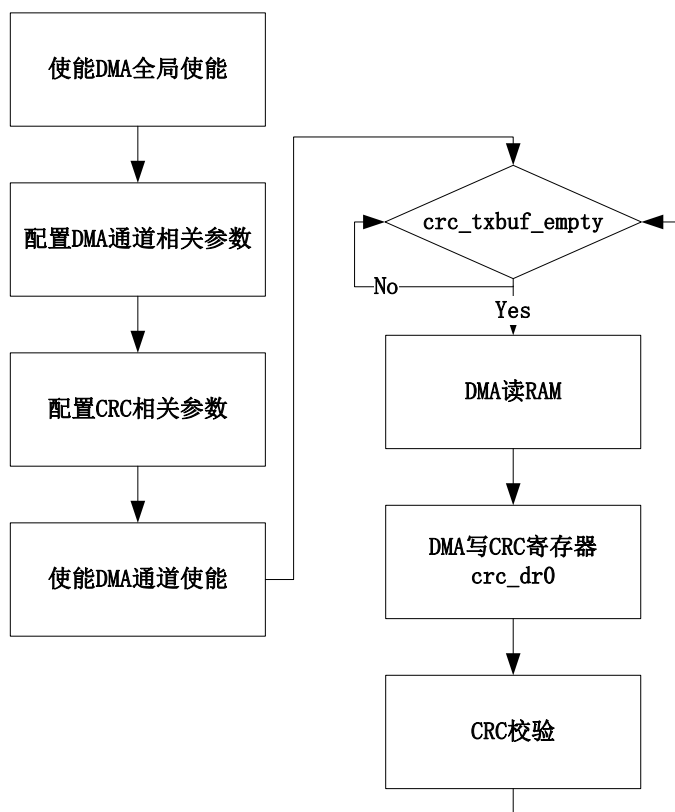 使能DMA全局使能
配置DMA通道相关参数
配置CRC相关参数
使能DMA通道使能
crc_txbuf_empty
No
Yes
DMA读RAM
DMA写CRC寄存器
crc_dr0
CRC校验